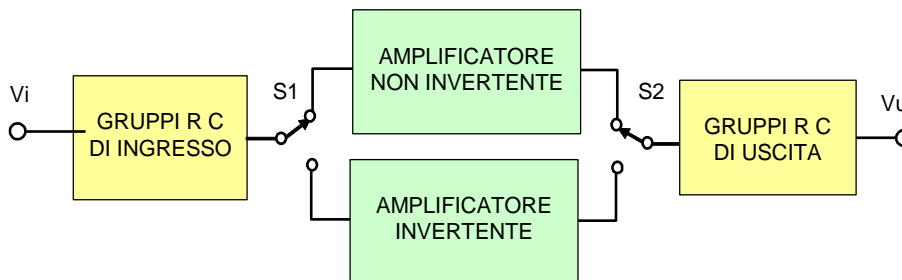 Vi
GRUPPI R C
DI INGRESSO
S1
AMPLIFICATORE
NON INVERTENTE
AMPLIFICATORE
INVERTENTE
S2
GRUPPI R C
DI USCITA
Vu